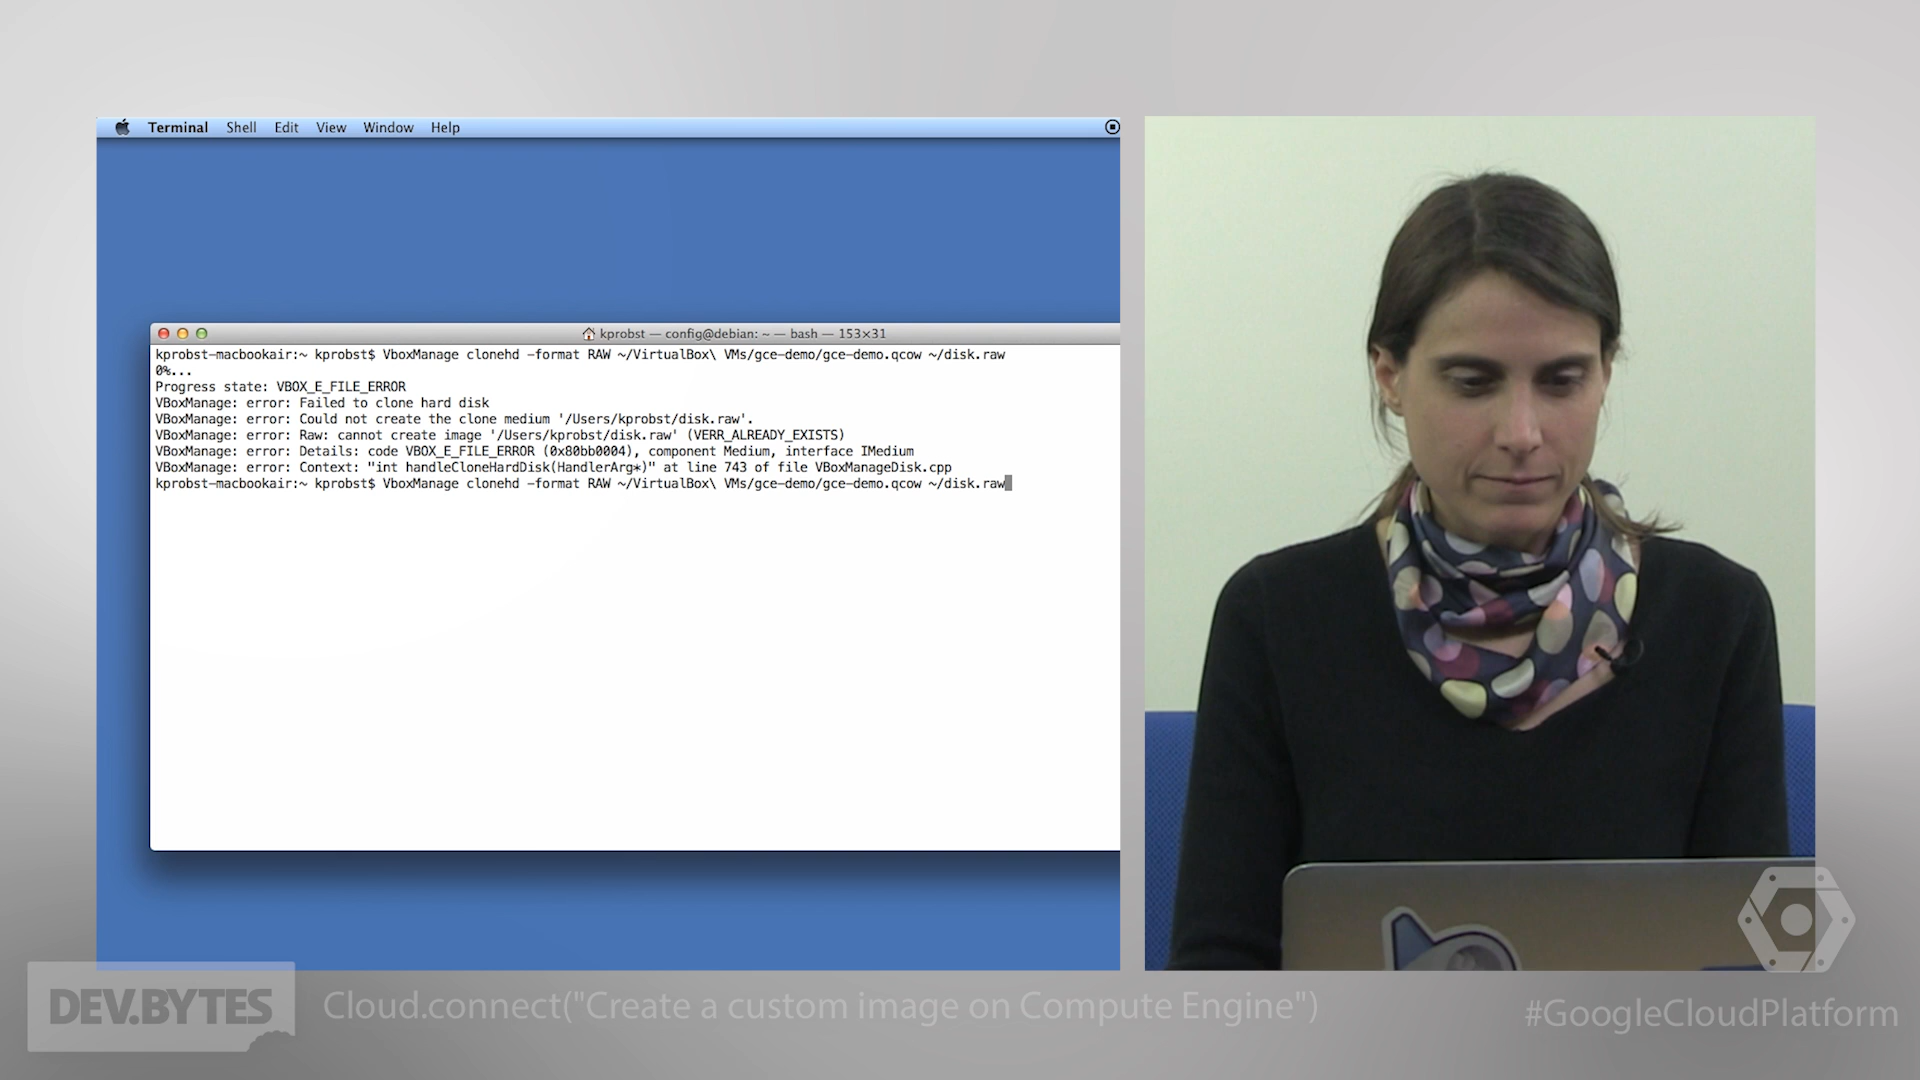 Terminal Shell Edit View Window Help
kprobst — config@debian: ~ — bash — 153×31
kprobst-macbookair:~ kprobst$ VboxManage clonehd -format RAW ~/VirtualBox\ VMs/gce-demo/gce-demo.qcow ~/disk.raw
0%...
Progress state: VBOX_E_FILE_ERROR
VBoxManage: error: Failed to clone hard disk
VBoxManage: error: Could not create the clone medium '/Users/kprobst/disk.raw'.
VBoxManage: error: Raw: cannot create image '/Users/kprobst/disk.raw' (VERR_ALREADY_EXISTS)
VBoxManage: error: Details: code VBOX_E_FILE_ERROR (0x80bb0004), component Medium, interface IMedium
VBoxManage: error: Context: "int handleCloneHardDisk(HandlerArg*)" at line 743 of file VBoxManageDisk.cpp
kprobst-macbookair:~ kprobst$ VboxManage clonehd -format RAW ~/VirtualBox\ VMs/gce-demo/gce-demo.qcow ~/disk.raw
DEV.BYTES
Cloud.connect("Create a custom image on Compute Engine")
#GoogleCloudPlatform